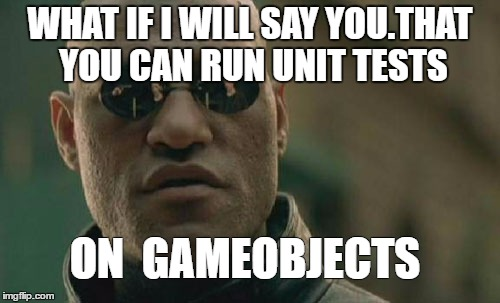 WHAT IF I WILL SAY YOU.THAT
YOU CAN RUN UNIT TESTS
ON GAMEOBJECTS
imgflip.com